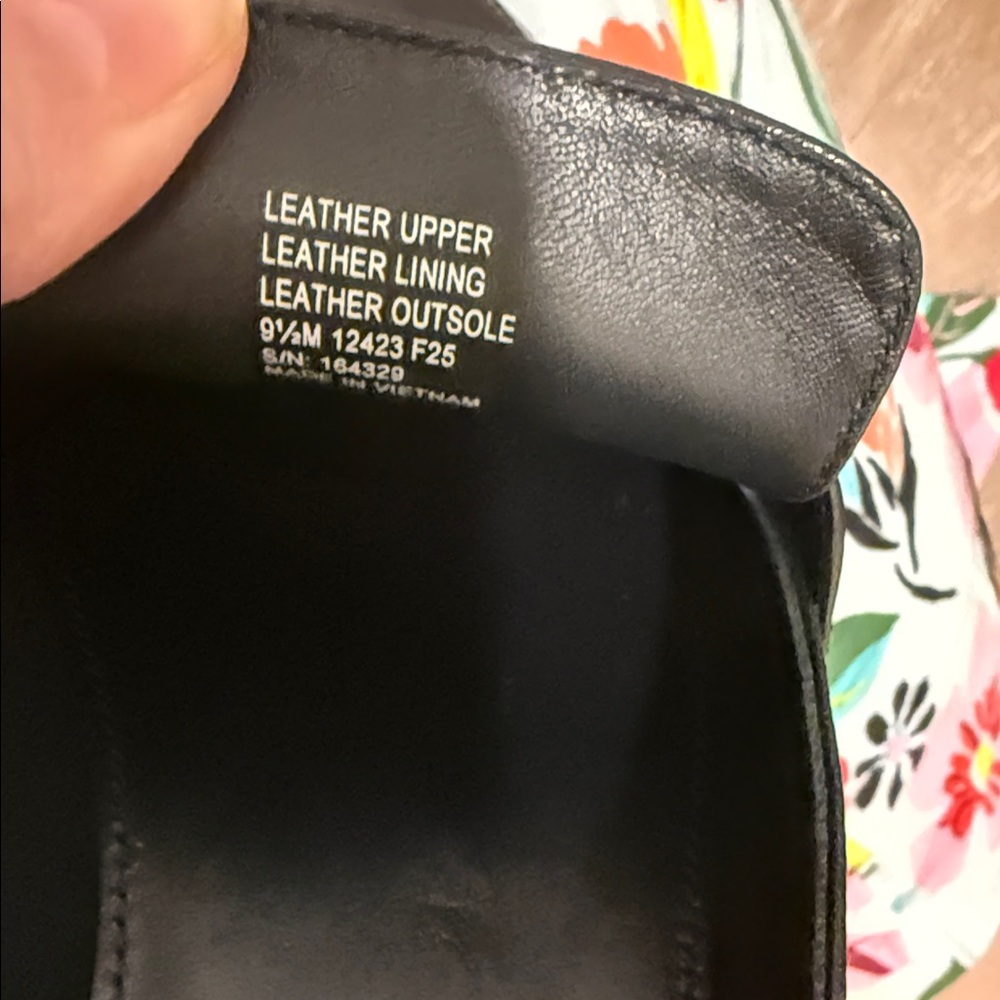 LEATHER UPPER
LEATHER LINING
LEATHER OUTSOLE
9½M 12423 F25
S/N: 164329
MADE IN VIETNAM